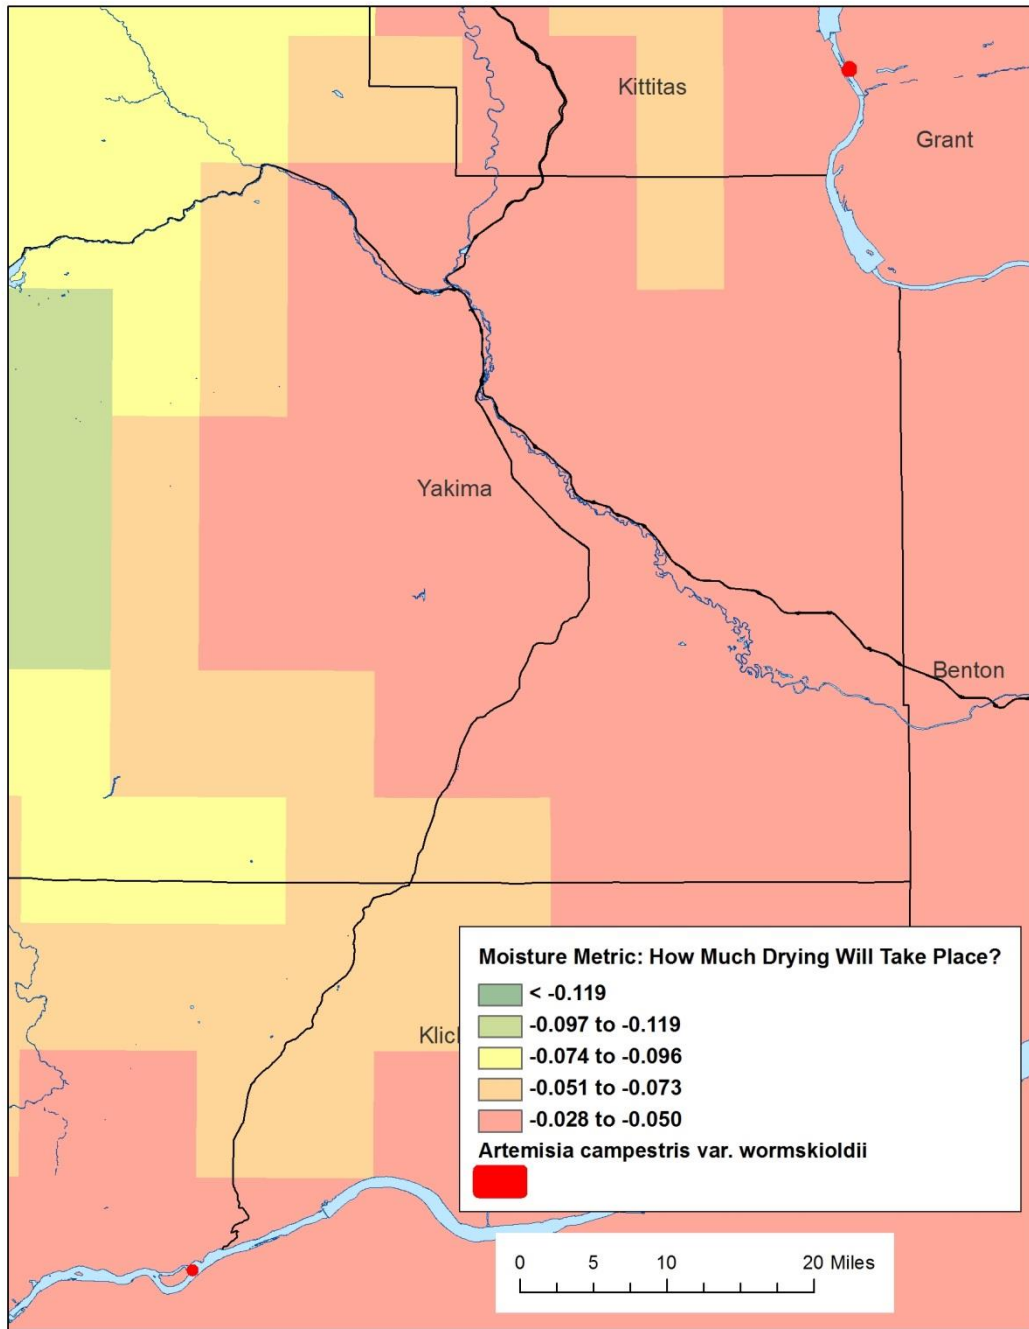 Kittitas
Grant
Yakima
Benton
Klic
Moisture Metric: How Much Drying Will Take Place?
< -0.119
-0.097 to -0.119
-0.074 to -0.096
-0.051 to -0.073
-0.028 to -0.050
Artemisia campestris var. wormskioldii
0 5 10 20 Miles